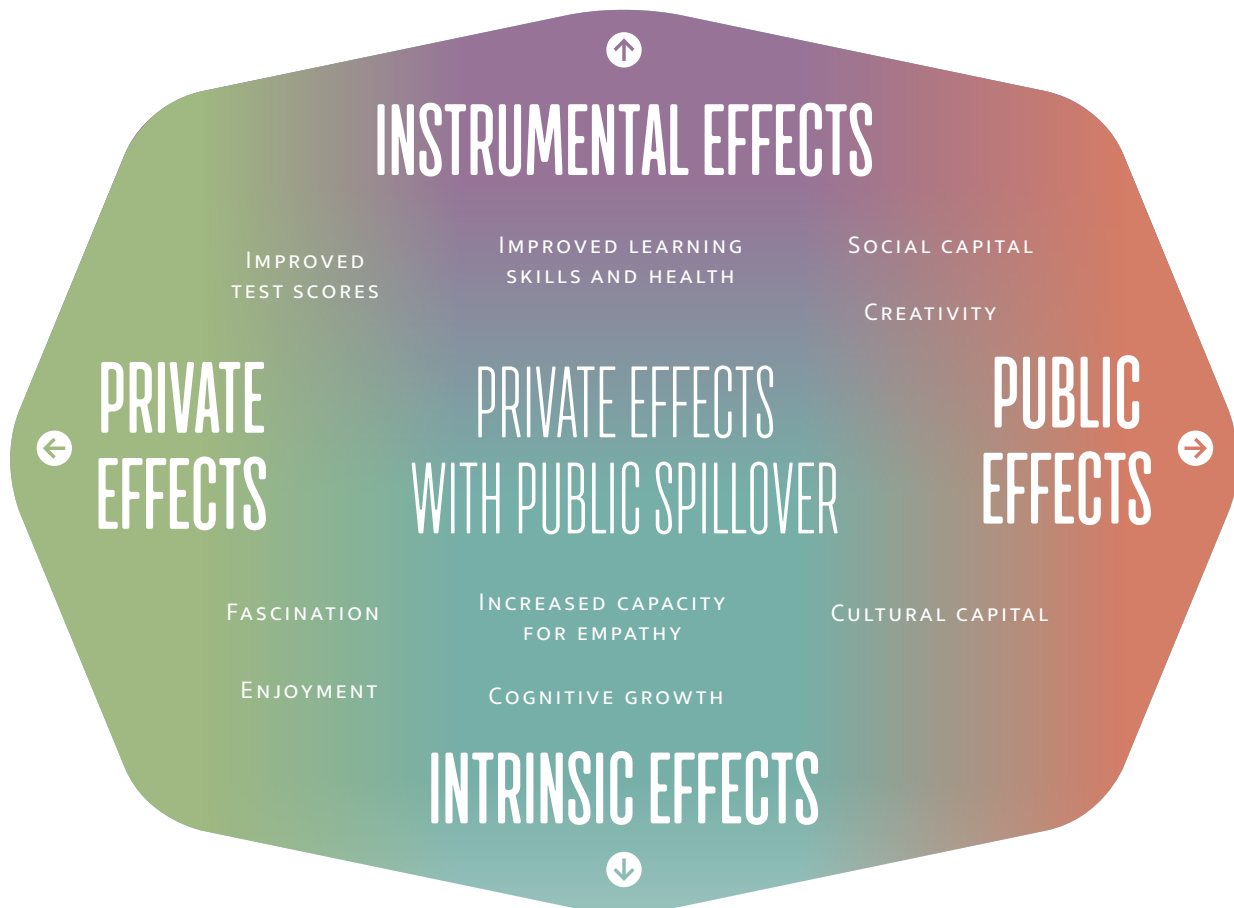 INSTRUMENTAL EFFECTS
IMPROVED
TEST SCORES
IMPROVED LEARNING
SKILLS AND HEALTH
SOCIAL CAPITAL
CREATIVITY
PRIVATE
EFFECTS
PRIVATE EFFECTS
WITH PUBLIC SPILLOVER
PUBLIC
EFFECTS
FASCINATION
ENJOYMENT
INCREASED CAPACITY
FOR EMPATHY
COGNITIVE GROWTH
CULTURAL CAPITAL
INTRINSIC EFFECTS